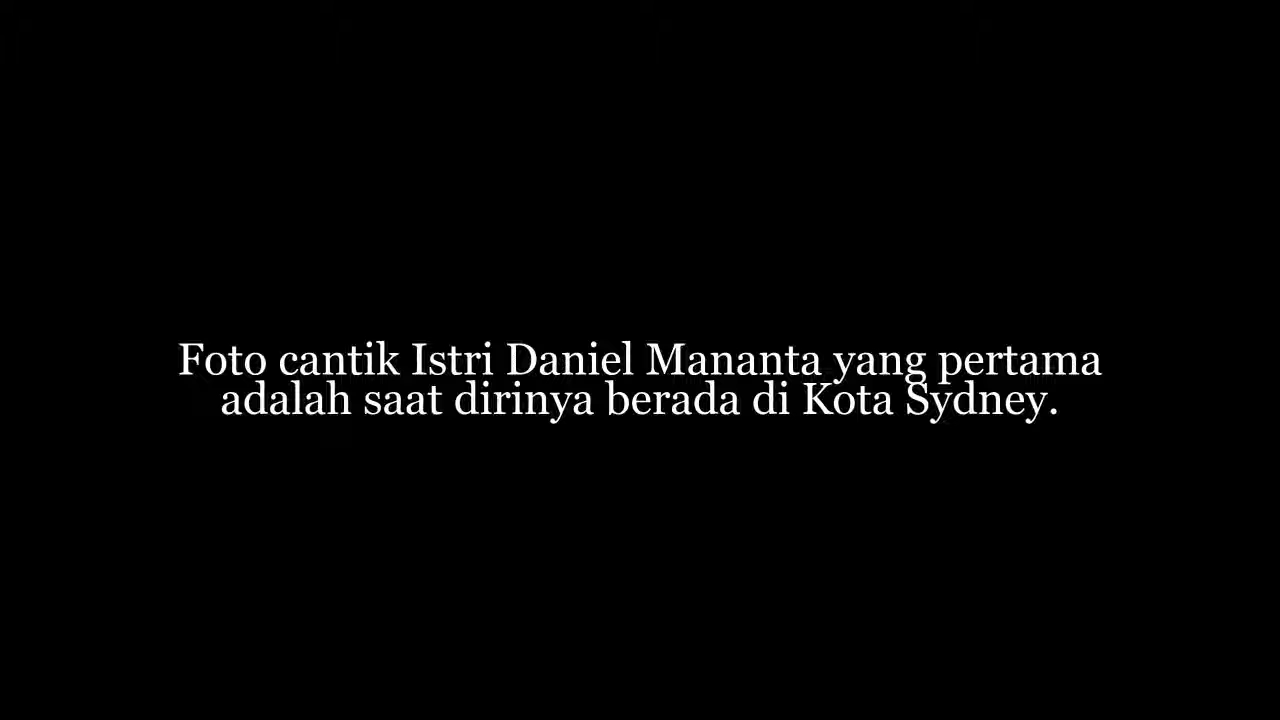 Foto cantik Istri Daniel Mananta yang pertama
adalah saat dirinya berada di Kota Sydney.